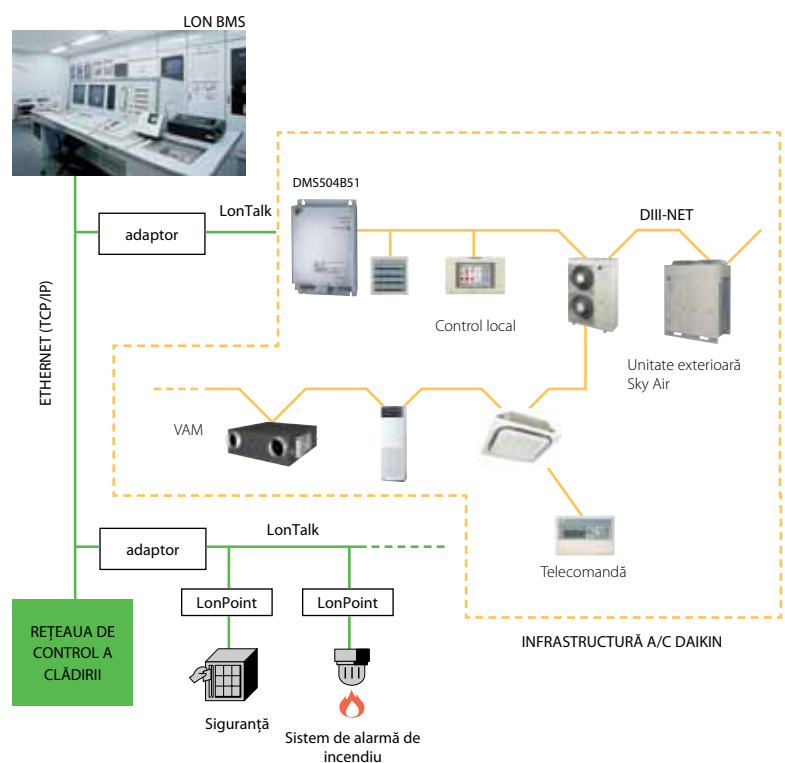 LON BMS
DMS504B51
LonTalk
adaptor
DIII-NET
Control local
Unitate exterioară
Sky Air
ETHERNET (TCP/IP)
VAM
LonTalk
adaptor
Telecomandă
LonPoint
LonPoint
REȚEAUA DE
CONTROL A
CLĂDIRII
INFRASTRUCTURĂ A/C DAIKIN
Siguranță
Sistem de alarmă de
incendiu